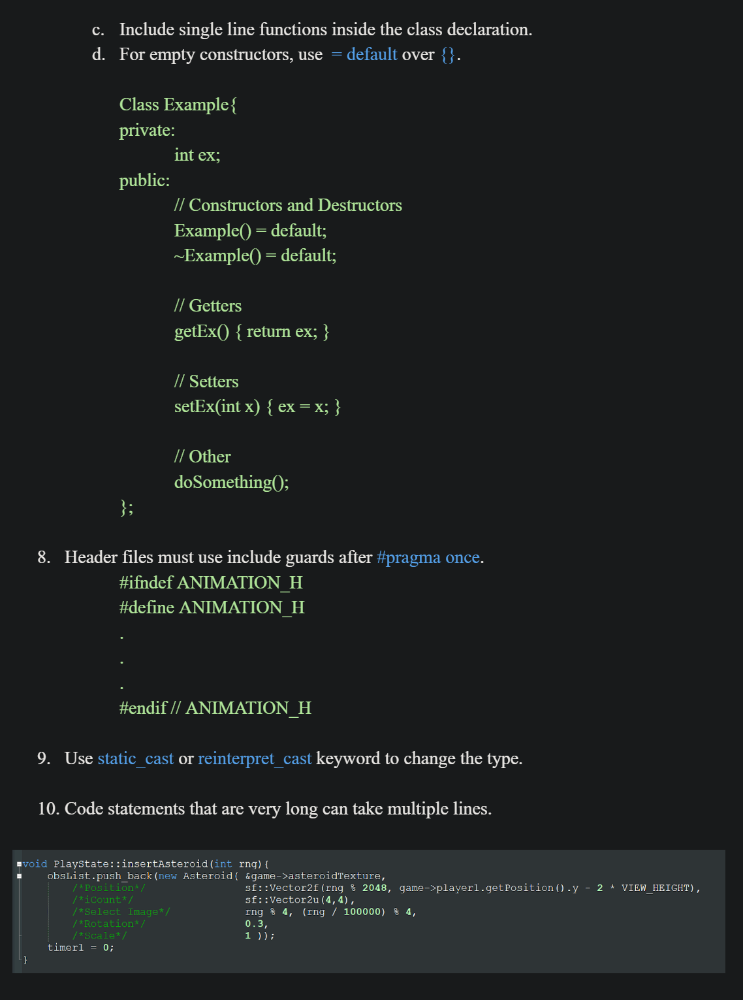 c. Include single line functions inside the class declaration.
d. For empty constructors, use = default over {}.
Class Example{
private:
int ex;
public:
// Constructors and Destructors
Example() = default;
~Example() = default;
// Getters
getEx() { return ex; }
// Setters
setEx(int x) { ex = x; }
// Other
doSomething();
};
8. Header files must use include guards after #pragma once.
#ifndef ANIMATION_H
#define ANIMATION_H
.
.
.
#endif // ANIMATION_H
9. Use static_cast or reinterpret_cast keyword to change the type.
10. Code statements that are very long can take multiple lines.
void PlayState::insertAsteroid(int rng){
obsList.push_back(new Asteroid( &game->asteroidTexture,
/*Position*/ sf::Vector2f(rng % 2048, game->player1.getPosition().y - 2 * VIEW_HEIGHT),
/*iCount*/ sf::Vector2u(4,4),
/*Select Image*/ rng % 4, (rng / 100000) % 4,
/*Rotation*/ 0.3,
/*Scale*/ 1 ));
timer1 = 0;
}